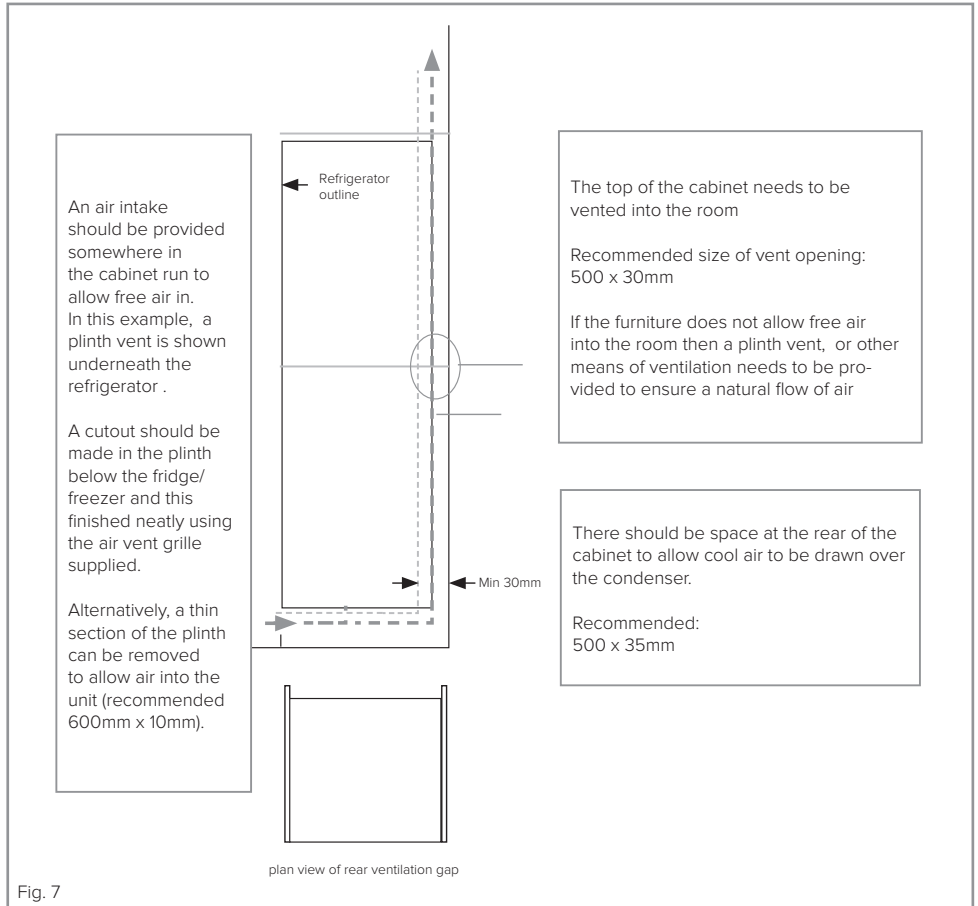 An air intake
should be provided
somewhere in
the cabinet run to
allow free air in.
In this example, a
plinth vent is shown
underneath the
refrigerator .
A cutout should be
made in the plinth
below the fridge/
freezer and this
finished neatly using
the air vent grille
supplied.
Alternatively, a thin
section of the plinth
can be removed
to allow air into the
unit (recommended
600mm x 10mm).
Refrigerator
outline
Min 30mm
The top of the cabinet needs to be
vented into the room
Recommended size of vent opening:
500 x 30mm
If the furniture does not allow free air
into the room then a plinth vent, or other
means of ventilation needs to be pro-
vided to ensure a natural flow of air
There should be space at the rear of the
cabinet to allow cool air to be drawn over
the condenser.
Recommended:
500 x 35mm
plan view of rear ventilation gap
Fig. 7